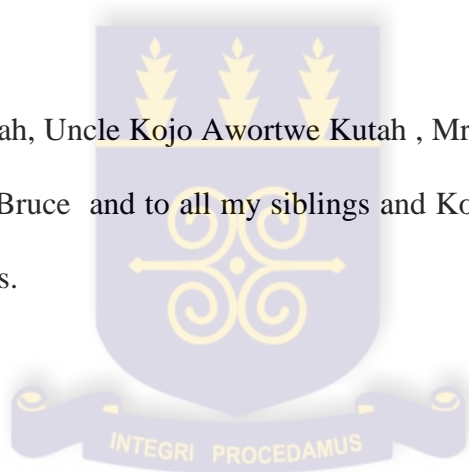 ah, Uncle Kojo Awortwe Kutah , Mr
Bruce and to all my siblings and Ko
s.
INTEGRI PROCEDAMUS